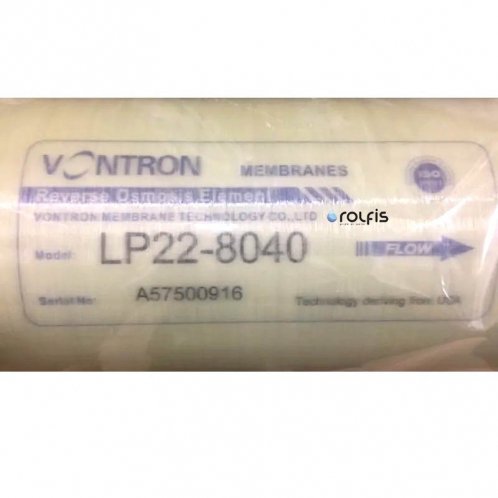 VONTRON MEMBRANES
Reverse Osmosis Element
VONTRON MEMBRANE TECHNOLOGY CO.,LTD
rolfis
Model: LP22-8040
FLOW
Serial No: A57500916
Technology deriving from USA
ISO